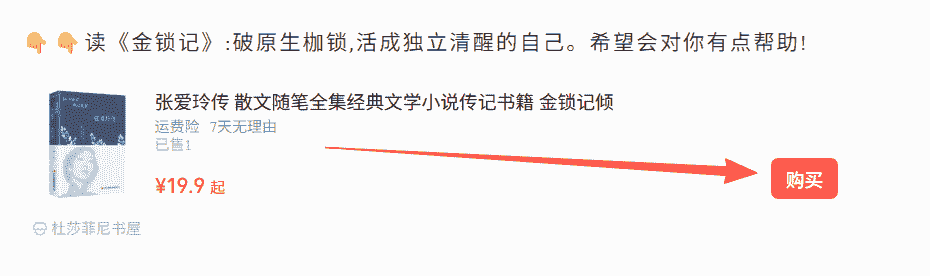 👇👇读《金锁记》:破原生枷锁,活成独立清醒的自己。希望会对你有点帮助!
张爱玲传 散文随笔全集经典文学小说传记书籍 金锁记倾
运费险 7天无理由
已售1
¥19.9 起
购买
杜莎菲尼书屋